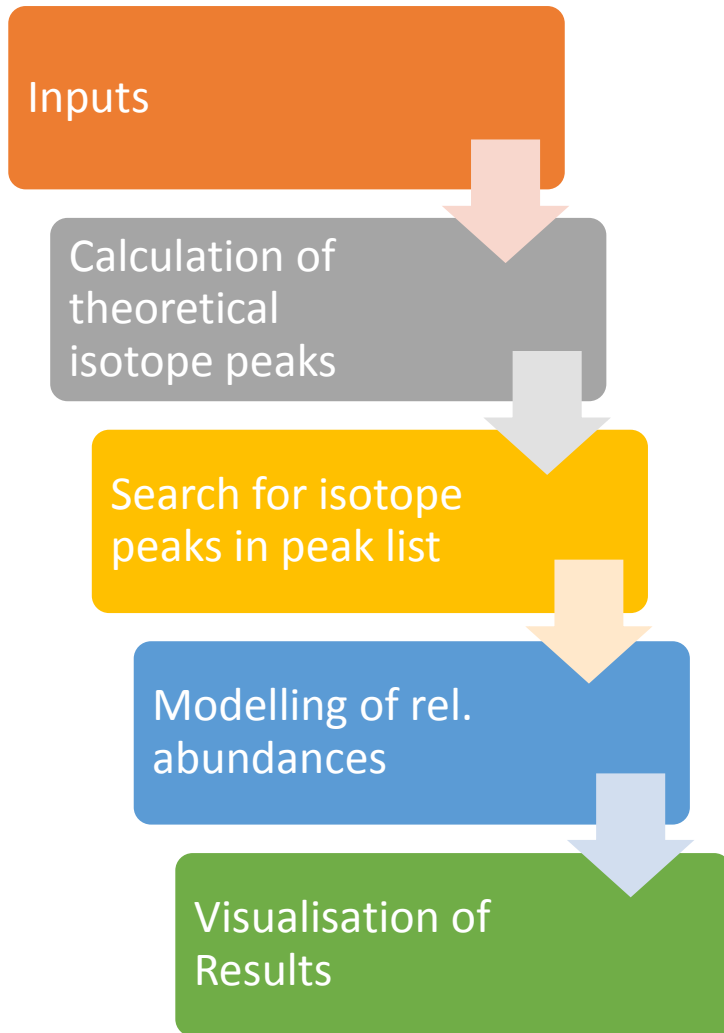 Inputs
Calculation of
theoretical
isotope peaks
Search for isotope
peaks in peak list
Modelling of rel.
abundances
Visualisation of
Results